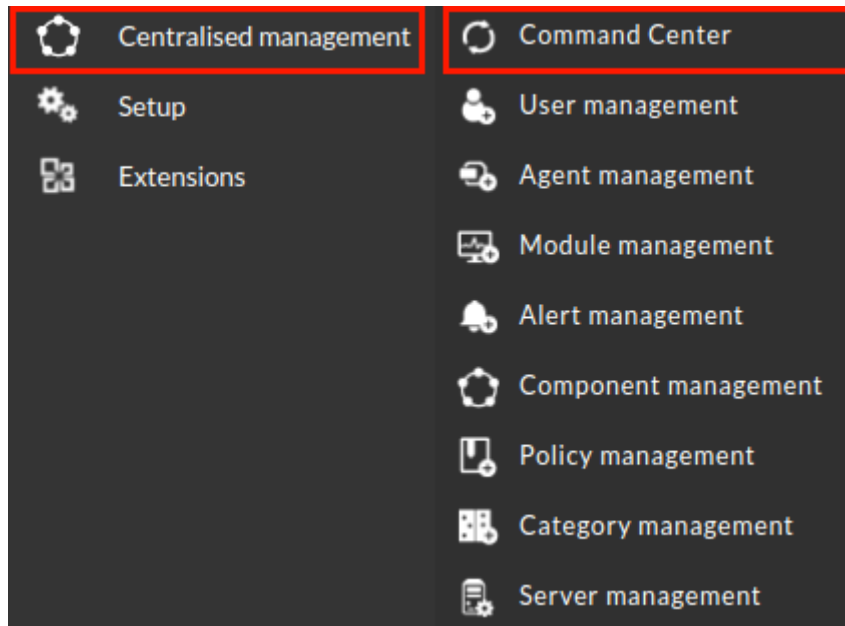 Centralised management
Setup
Extensions
Command Center
User management
Agent management
Module management
Alert management
Component management
Policy management
Category management
Server management